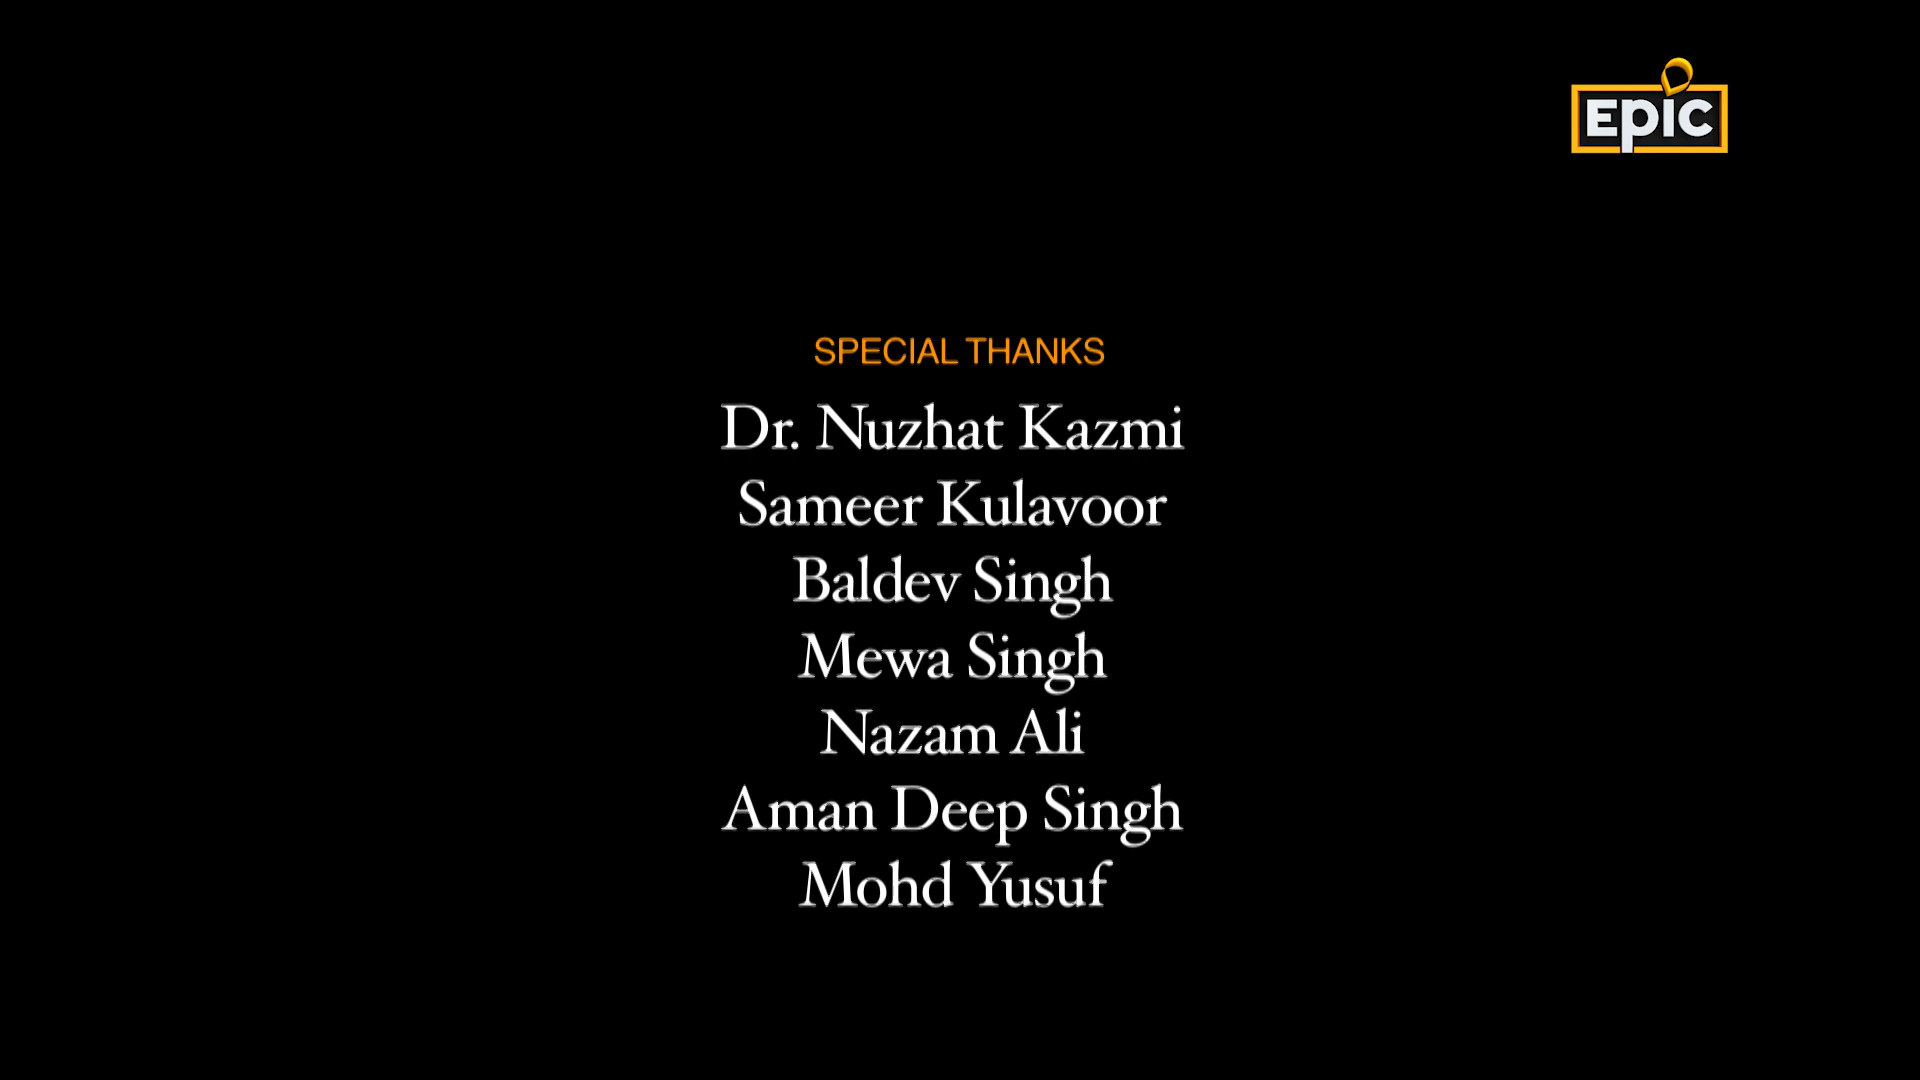 EPIC
SPECIAL THANKS
Dr. Nuzhat Kazmi
Sameer Kulavoor
Baldev Singh
Mewa Singh
Nazam Ali
Aman Deep Singh
Mohd Yusuf